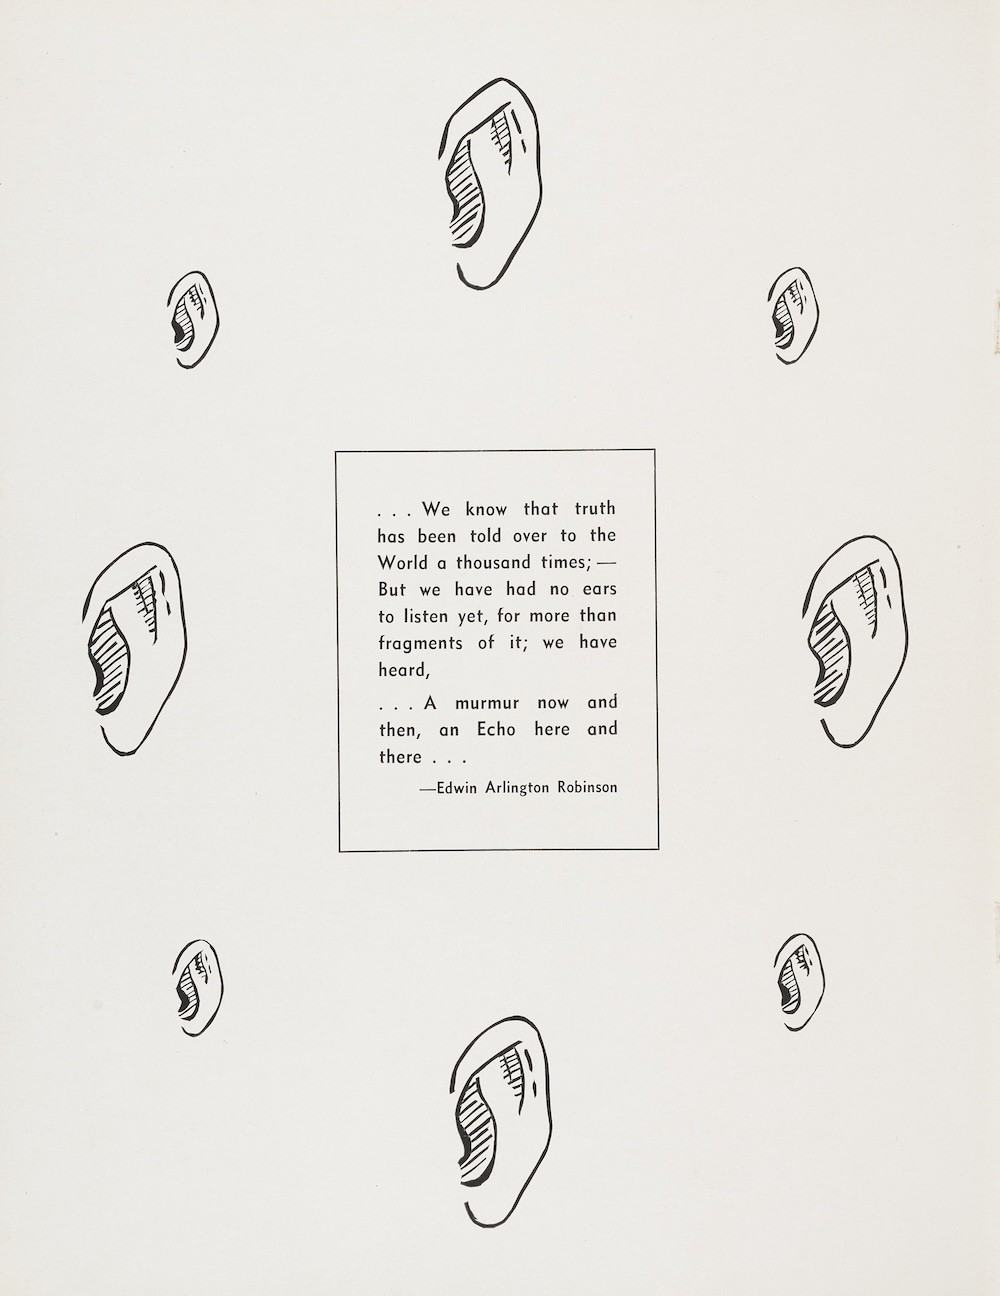 . . . We know that truth
has been told over to the
World a thousand times; —
But we have had no ears
to listen yet, for more than
fragments of it; we have
heard,
. . . A murmur now and
then, an Echo here and
there . . .
—Edwin Arlington Robinson